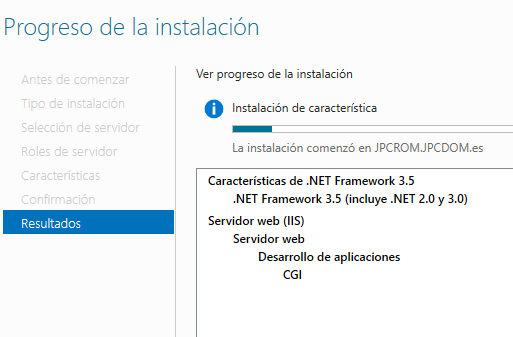 Progreso de la instalación
Antes de comenzar
Tipo de instalación
Selección de servidor
Roles de servidor
Características
Confirmación
Resultados
Ver progreso de la instalación
Instalación de característica
La instalación comenzó en JPCROM.JPCDOM.es
Características de .NET Framework 3.5
.NET Framework 3.5 (incluye .NET 2.0 y 3.0)
Servidor web (IIS)
Servidor web
Desarrollo de aplicaciones
CGI